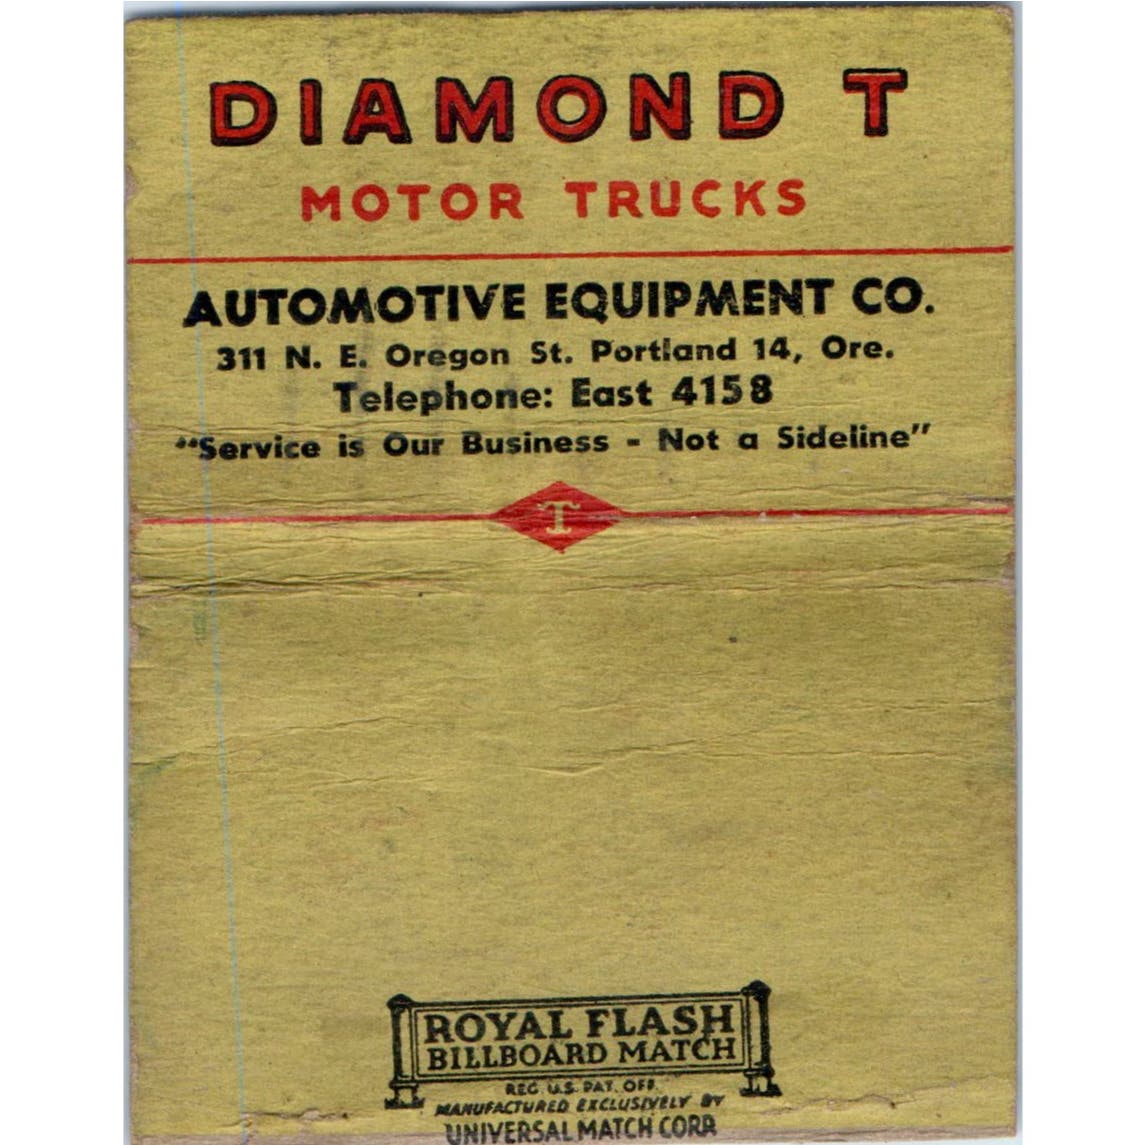 DIAMOND T
MOTOR TRUCKS
AUTOMOTIVE EQUIPMENT CO.
311 N. E. Oregon St. Portland 14, Ore.
Telephone: East 4158
"Service is Our Business - Not a Sideline"
T
ROYAL FLASH
BILLBOARD MATCH
REG. U.S. PAT. OFF.
MANUFACTURED EXCLUSIVELY BY
UNIVERSAL MATCH CORP.